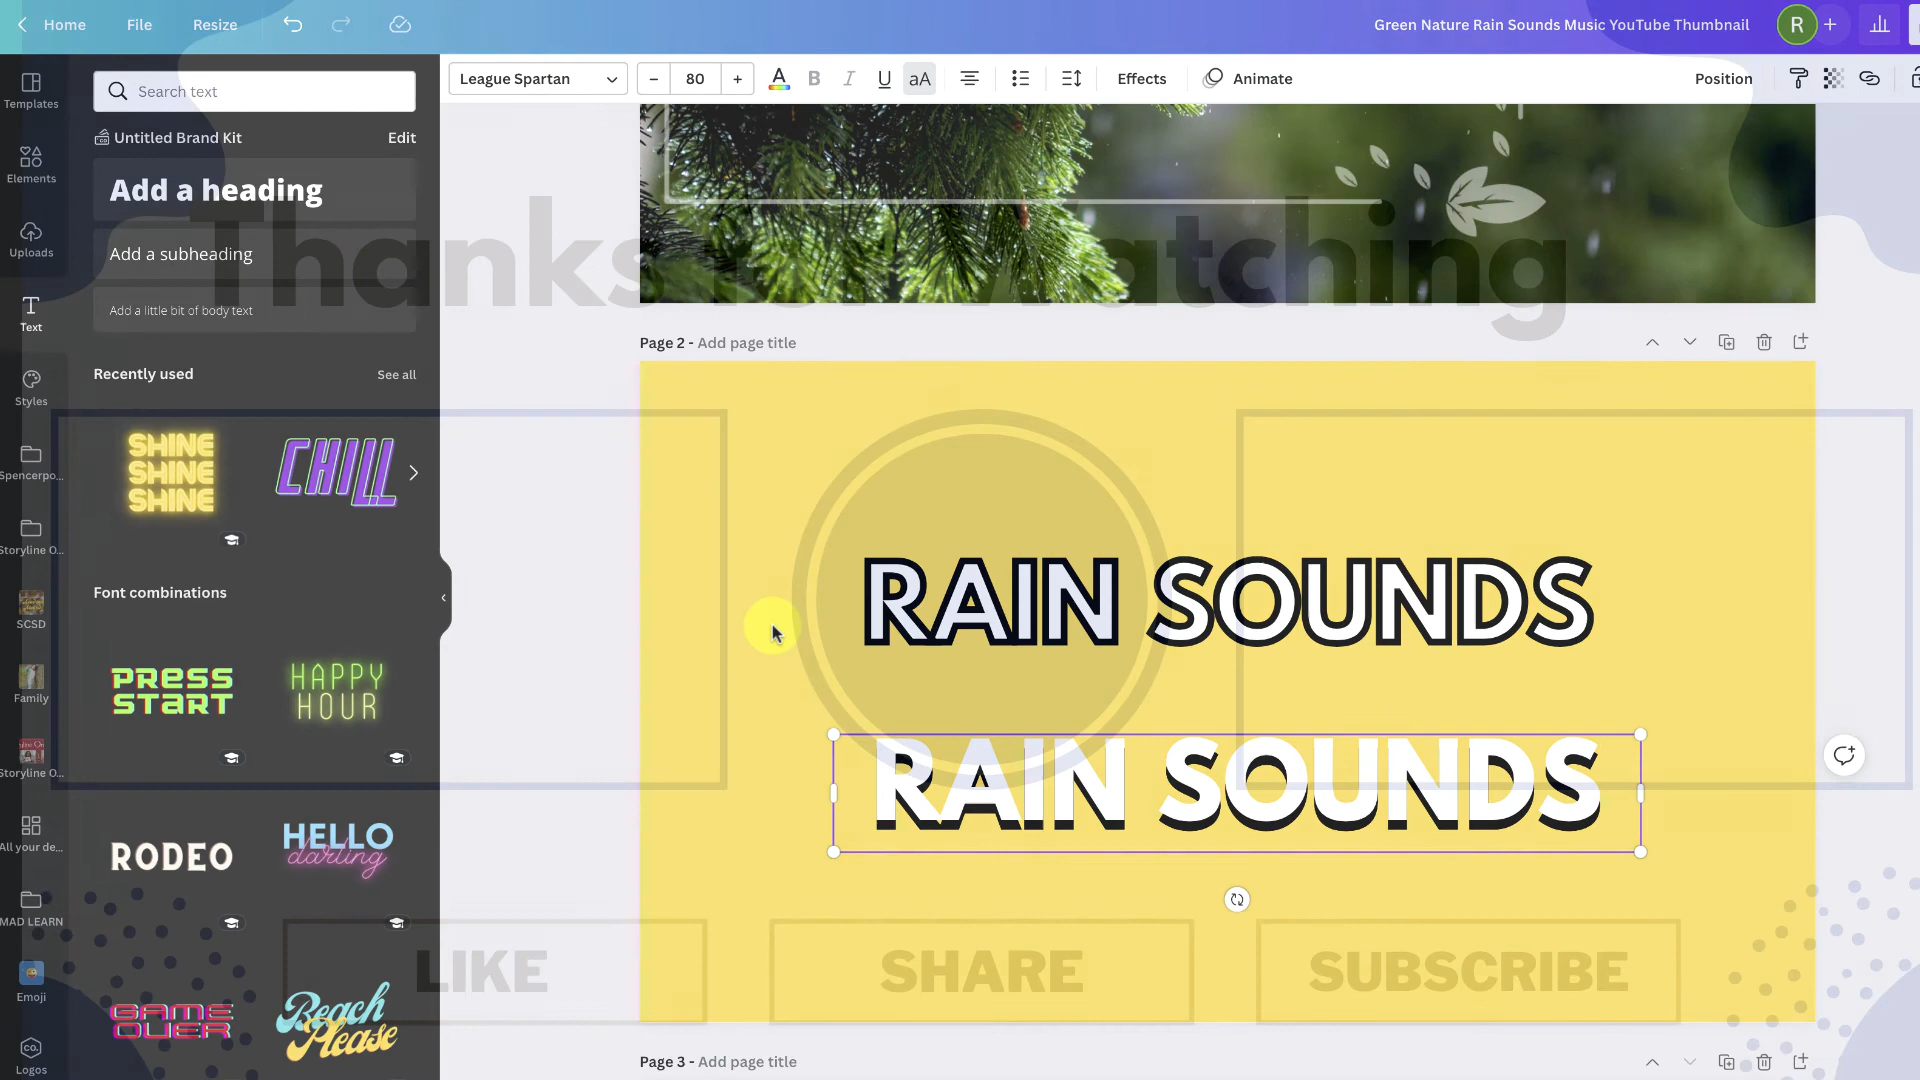 Home File Resize Green Nature Rain Sounds Music YouTube Thumbnail R
League Spartan 80 A B I U aA Effects Animate Position
Templates
Elements
Uploads
Text
Styles
Spencerpo...
Storyline O...
SCSD
Family
Storyline O...
All your de...
MAD LEARN
Emoji
CO.
Logos
Search text
Untitled Brand Kit Edit
Add a heading
Add a subheading
Add a little bit of body text
Recently used See all
SHINE
SHINE
SHINE
CHILL
Font combinations
PRESS
START
HAPPY
HOUR
RODEO
HELLO
darling
GAME
OVER
Beach
Please
Thanks for Watching
Page 2 - Add page title
RAIN SOUNDS
RAIN SOUNDS
LIKE SHARE SUBSCRIBE
Page 3 - Add page title